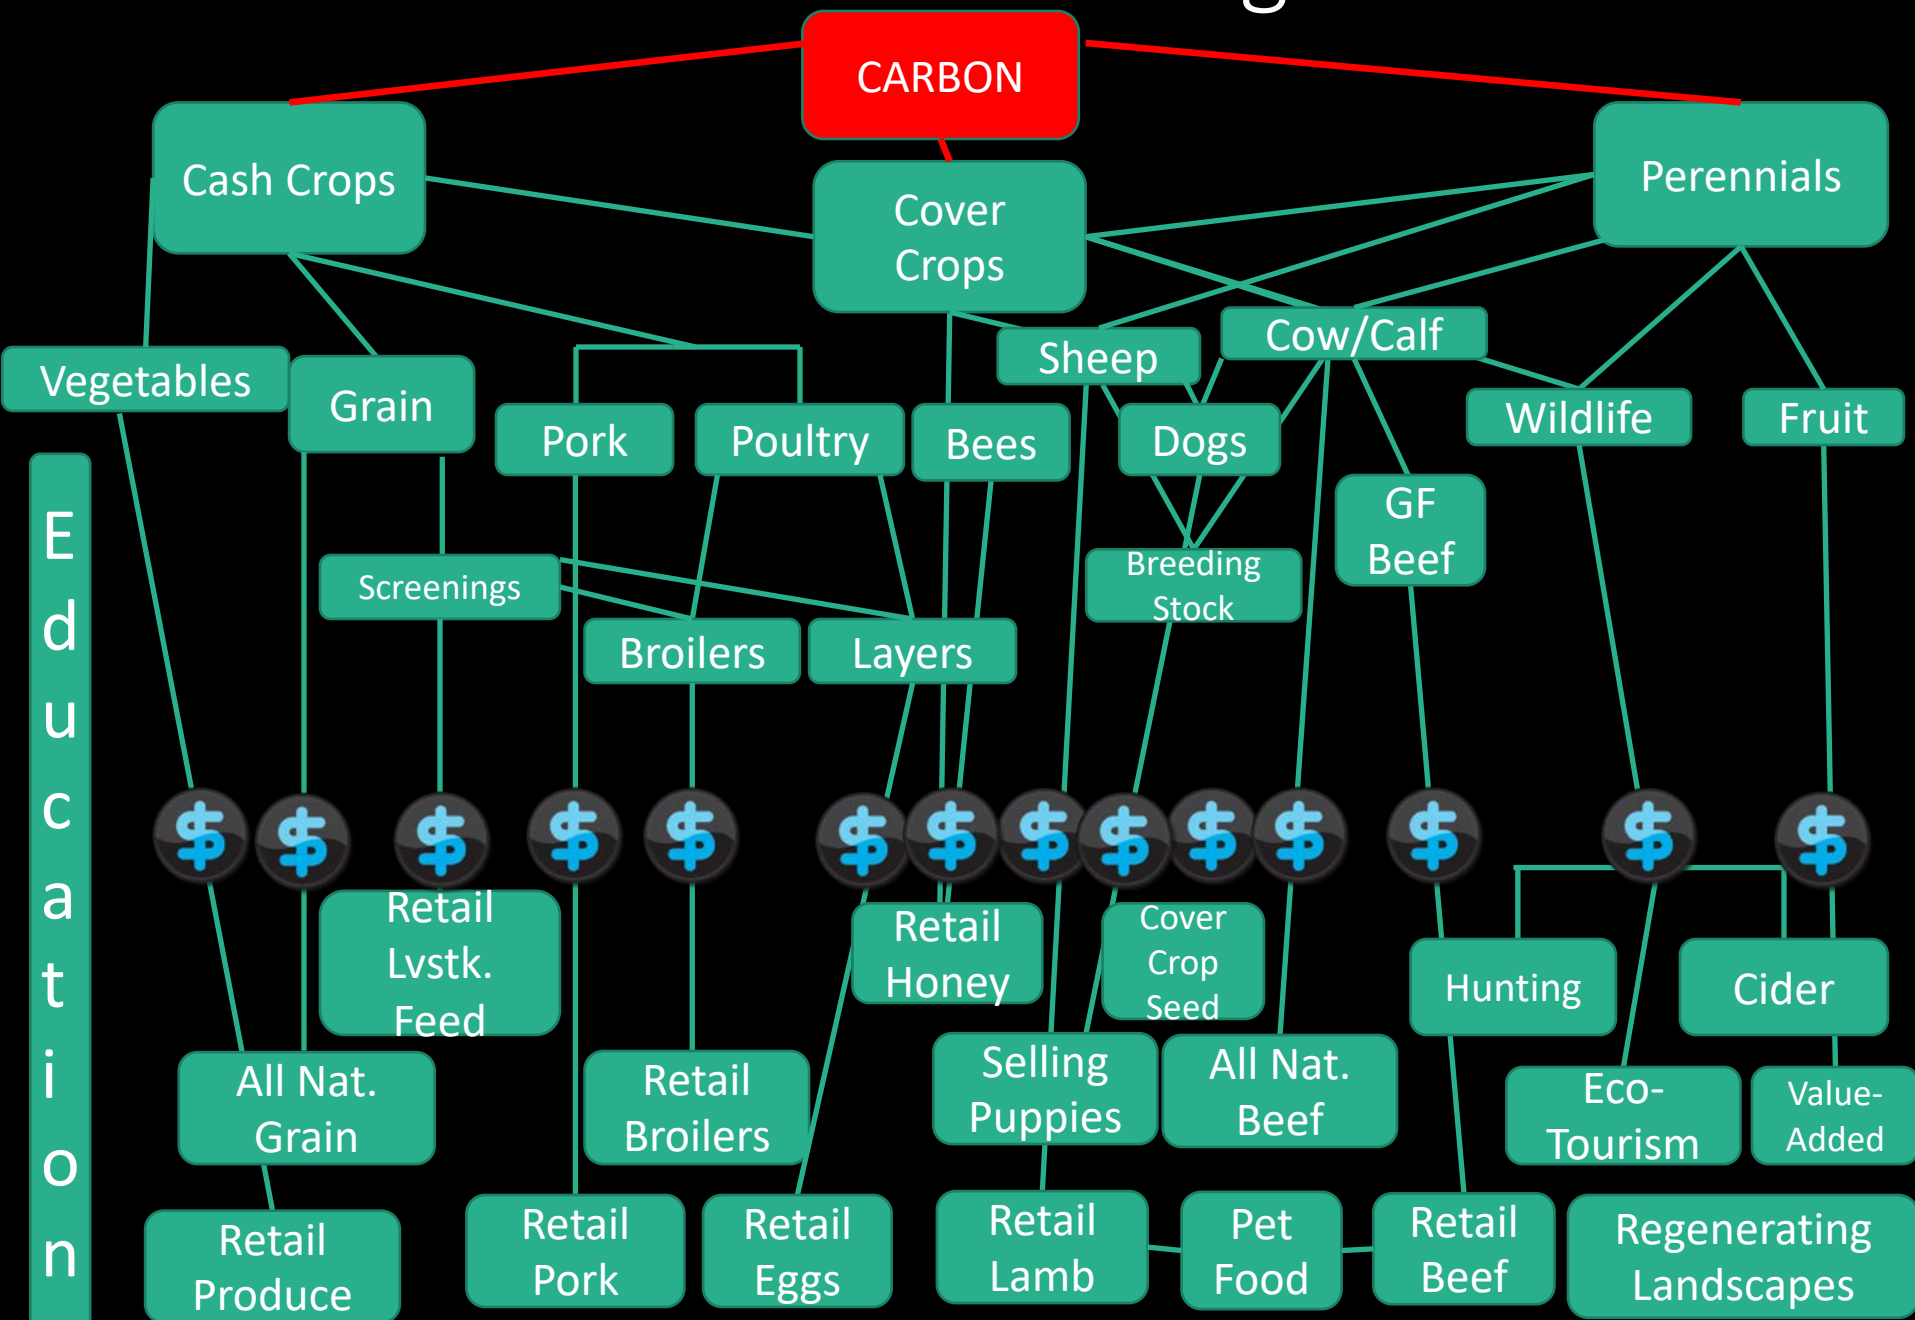 g
CARBON
Cash Crops
Perennials
Cover
Crops
Vegetables
Grain
Sheep
Cow/Calf
Pork
Poultry
Bees
Dogs
Wildlife
Fruit
GF
Beef
Screenings
Breeding
Stock
Broilers
Layers
Education
$ $ $ $ $ $ $ $ $ $ $ $ $ $
Retail
Lvstk.
Feed
Retail
Honey
Cover
Crop
Seed
Hunting
Cider
All Nat.
Grain
Retail
Broilers
Selling
Puppies
All Nat.
Beef
Eco-
Tourism
Value-
Added
Retail
Produce
Retail
Pork
Retail
Eggs
Retail
Lamb
Pet
Food
Retail
Beef
Regenerating
Landscapes